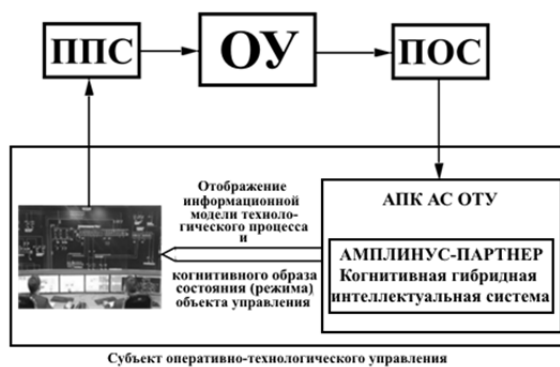 ППС
ОУ
ПОС
Отображение
информационной
модели техноло-
гического процесса
и
когнитивного образа
состояния (режима)
объекта управления
АПК АС ОТУ
АМПЛИНУС-ПАРТНЕР
Когнитивная гибридная
интеллектуальная система
Субъект оперативно-технологического управления